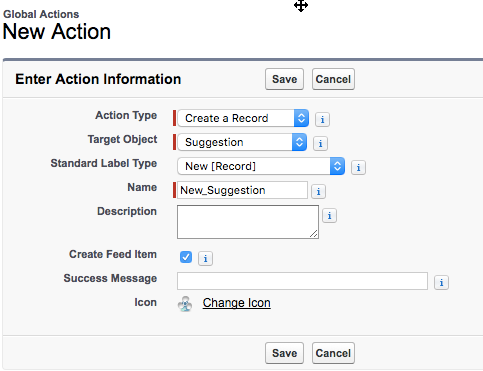 Global Actions
New Action
Enter Action Information Save Cancel
Action Type Create a Record i
Target Object Suggestion i
Standard Label Type New [Record] i
Name New_Suggestion i
Description i
Create Feed Item i
Success Message i
Icon Change Icon
Save Cancel